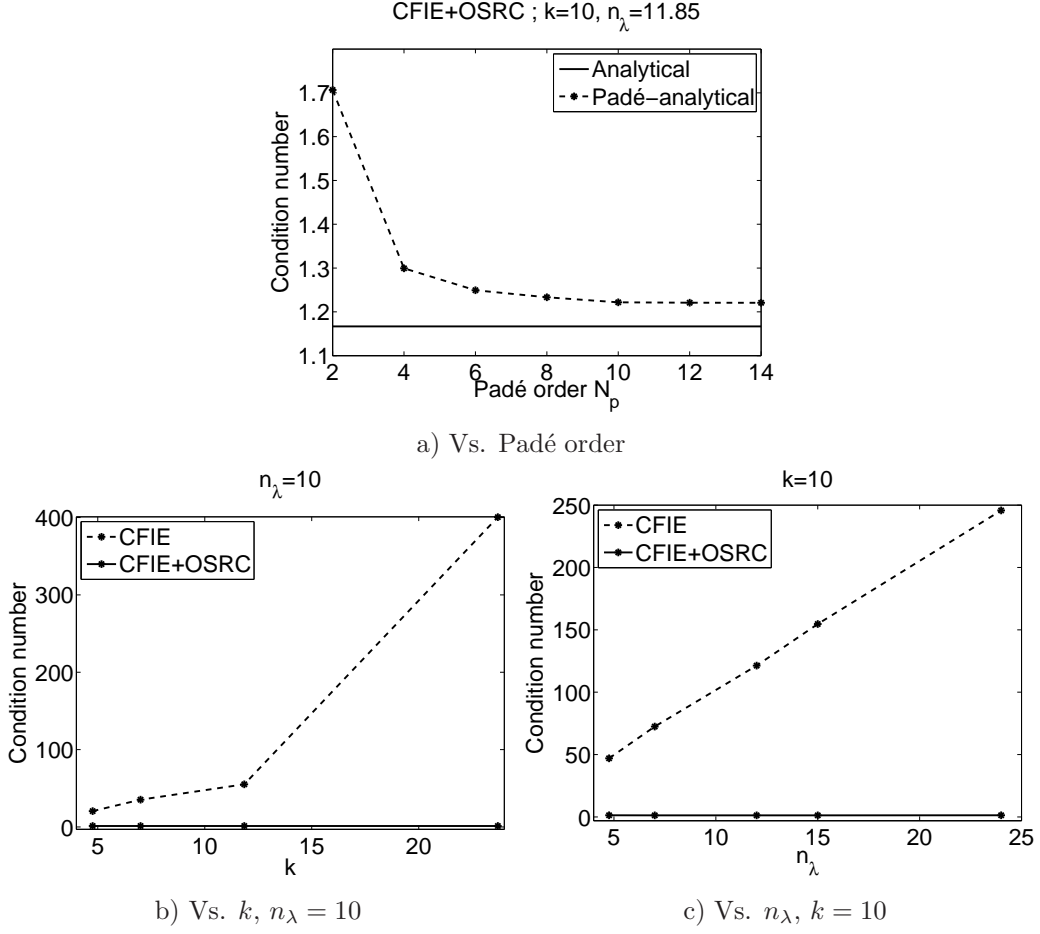 CFIE+OSRC ; k=10, n_λ=11.85
Condition number
1.7
1.6
1.5
1.4
1.3
1.2
1.1
Analytical
Padé−analytical
2 4 6 8 10 12 14
Padé order N_p
a) Vs. Padé order
n_λ=10
Condition number
400
300
200
100
0
CFIE
CFIE+OSRC
5 10 15 20
k
b) Vs. k, n_λ = 10
k=10
Condition number
250
200
150
100
50
0
CFIE
CFIE+OSRC
5 10 15 20 25
n_λ
c) Vs. n_λ, k = 10